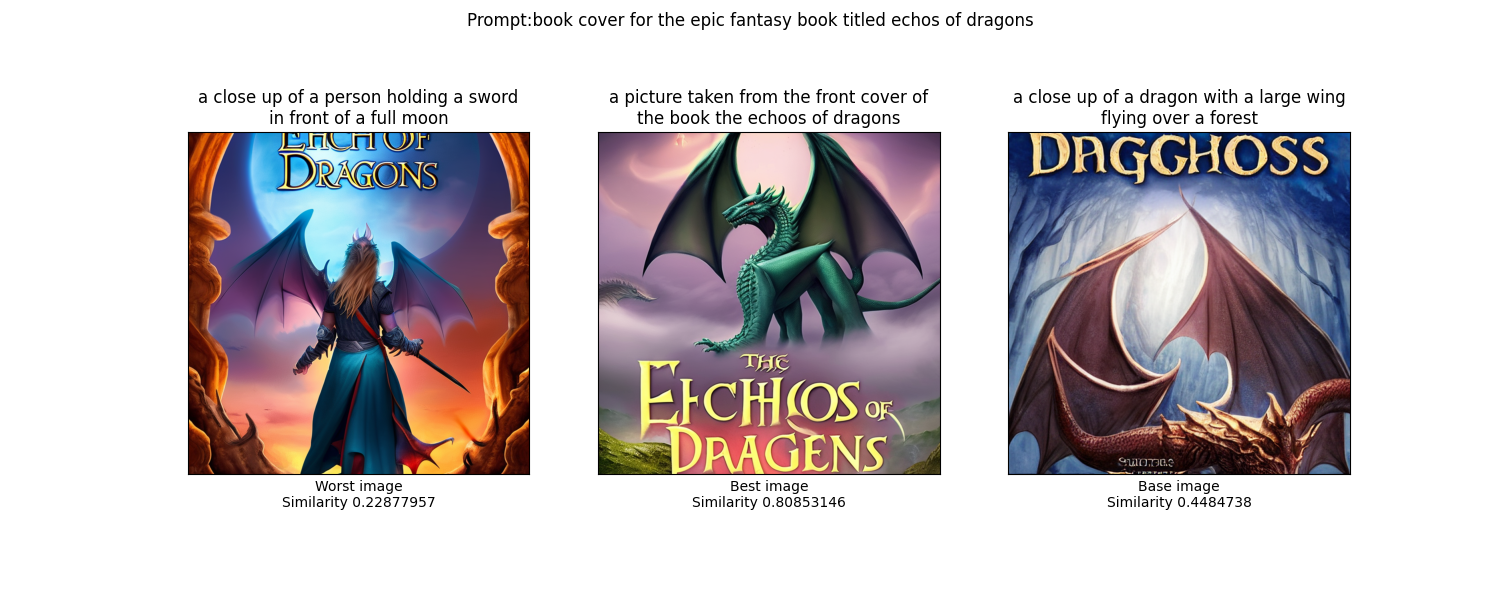 Prompt:book cover for the epic fantasy book titled echos of dragons
a close up of a person holding a sword
in front of a full moon
a picture taken from the front cover of
the book the echoos of dragons
a close up of a dragon with a large wing
flying over a forest
EHCH OF
DRAGONS
THE
EHCHHOOS OF
DRAGENS
DAGGHOSS
Worst image
Similarity 0.22877957
Best image
Similarity 0.80853146
Base image
Similarity 0.4484738